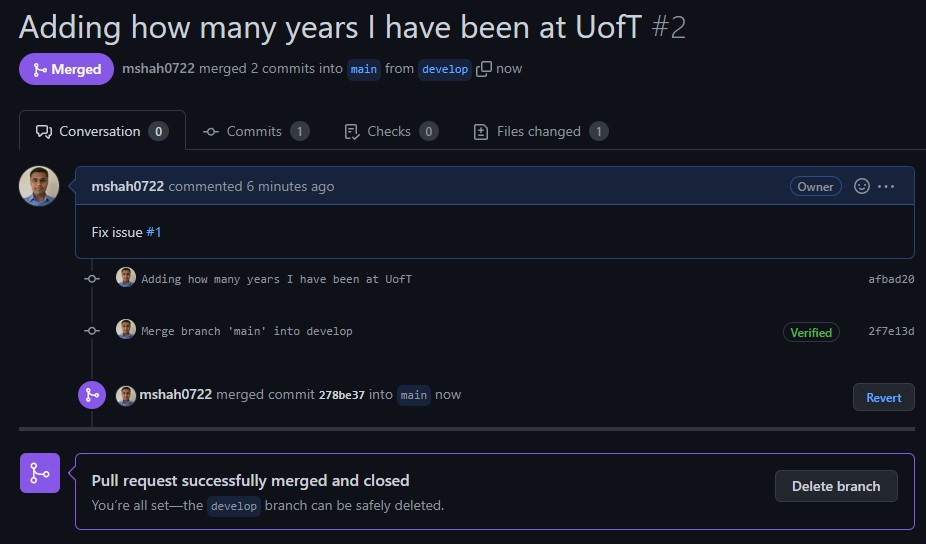 Adding how many years I have been at UofT #2
Merged mshah0722 merged 2 commits into main from develop now
Conversation 0 Commits 1 Checks 0 Files changed 1
mshah0722 commented 6 minutes ago Owner
Fix issue #1
Adding how many years I have been at UofT afbad20
Merge branch 'main' into develop Verified 2f7e13d
mshah0722 merged commit 278be37 into main now Revert
Pull request successfully merged and closed
You're all set—the develop branch can be safely deleted.
Delete branch